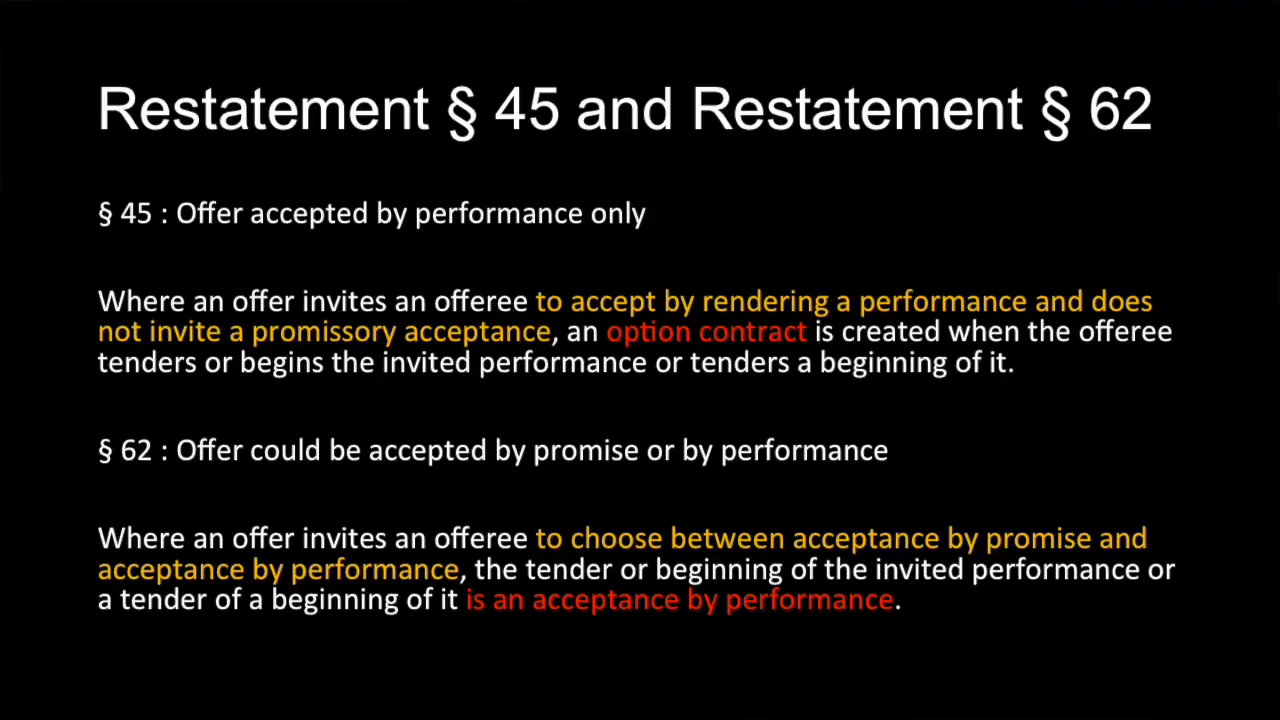 Restatement § 45 and Restatement § 62
§ 45 : Offer accepted by performance only
Where an offer invites an offeree to accept by rendering a performance and does
not invite a promissory acceptance, an option contract is created when the offeree
tenders or begins the invited performance or tenders a beginning of it.
§ 62 : Offer could be accepted by promise or by performance
Where an offer invites an offeree to choose between acceptance by promise and
acceptance by performance, the tender or beginning of the invited performance or
a tender of a beginning of it is an acceptance by performance.